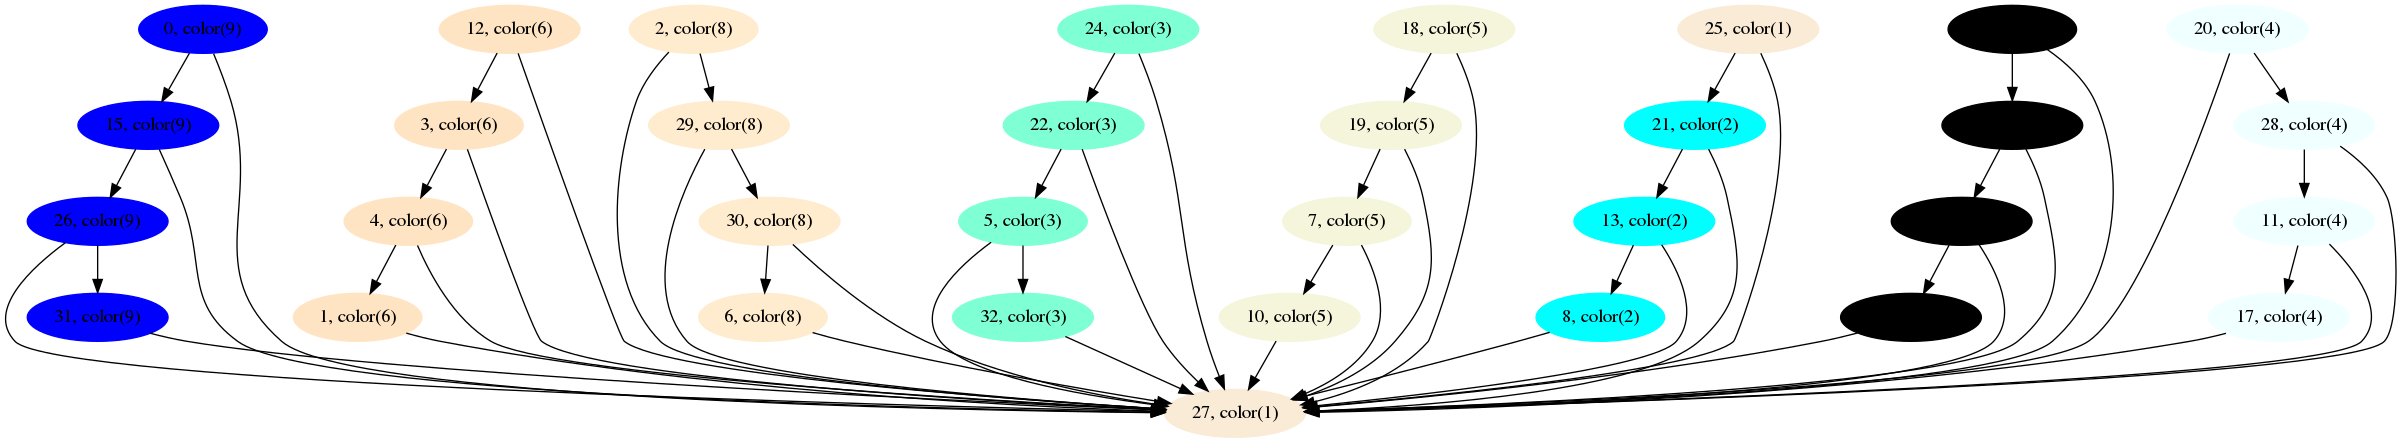 0, color(9)
12, color(6)
2, color(8)
24, color(3)
18, color(5)
25, color(1)
20, color(4)
15, color(9)
3, color(6)
29, color(8)
22, color(3)
19, color(5)
21, color(2)
28, color(4)
26, color(9)
4, color(6)
30, color(8)
5, color(3)
7, color(5)
13, color(2)
11, color(4)
31, color(9)
1, color(6)
6, color(8)
32, color(3)
10, color(5)
8, color(2)
17, color(4)
27, color(1)